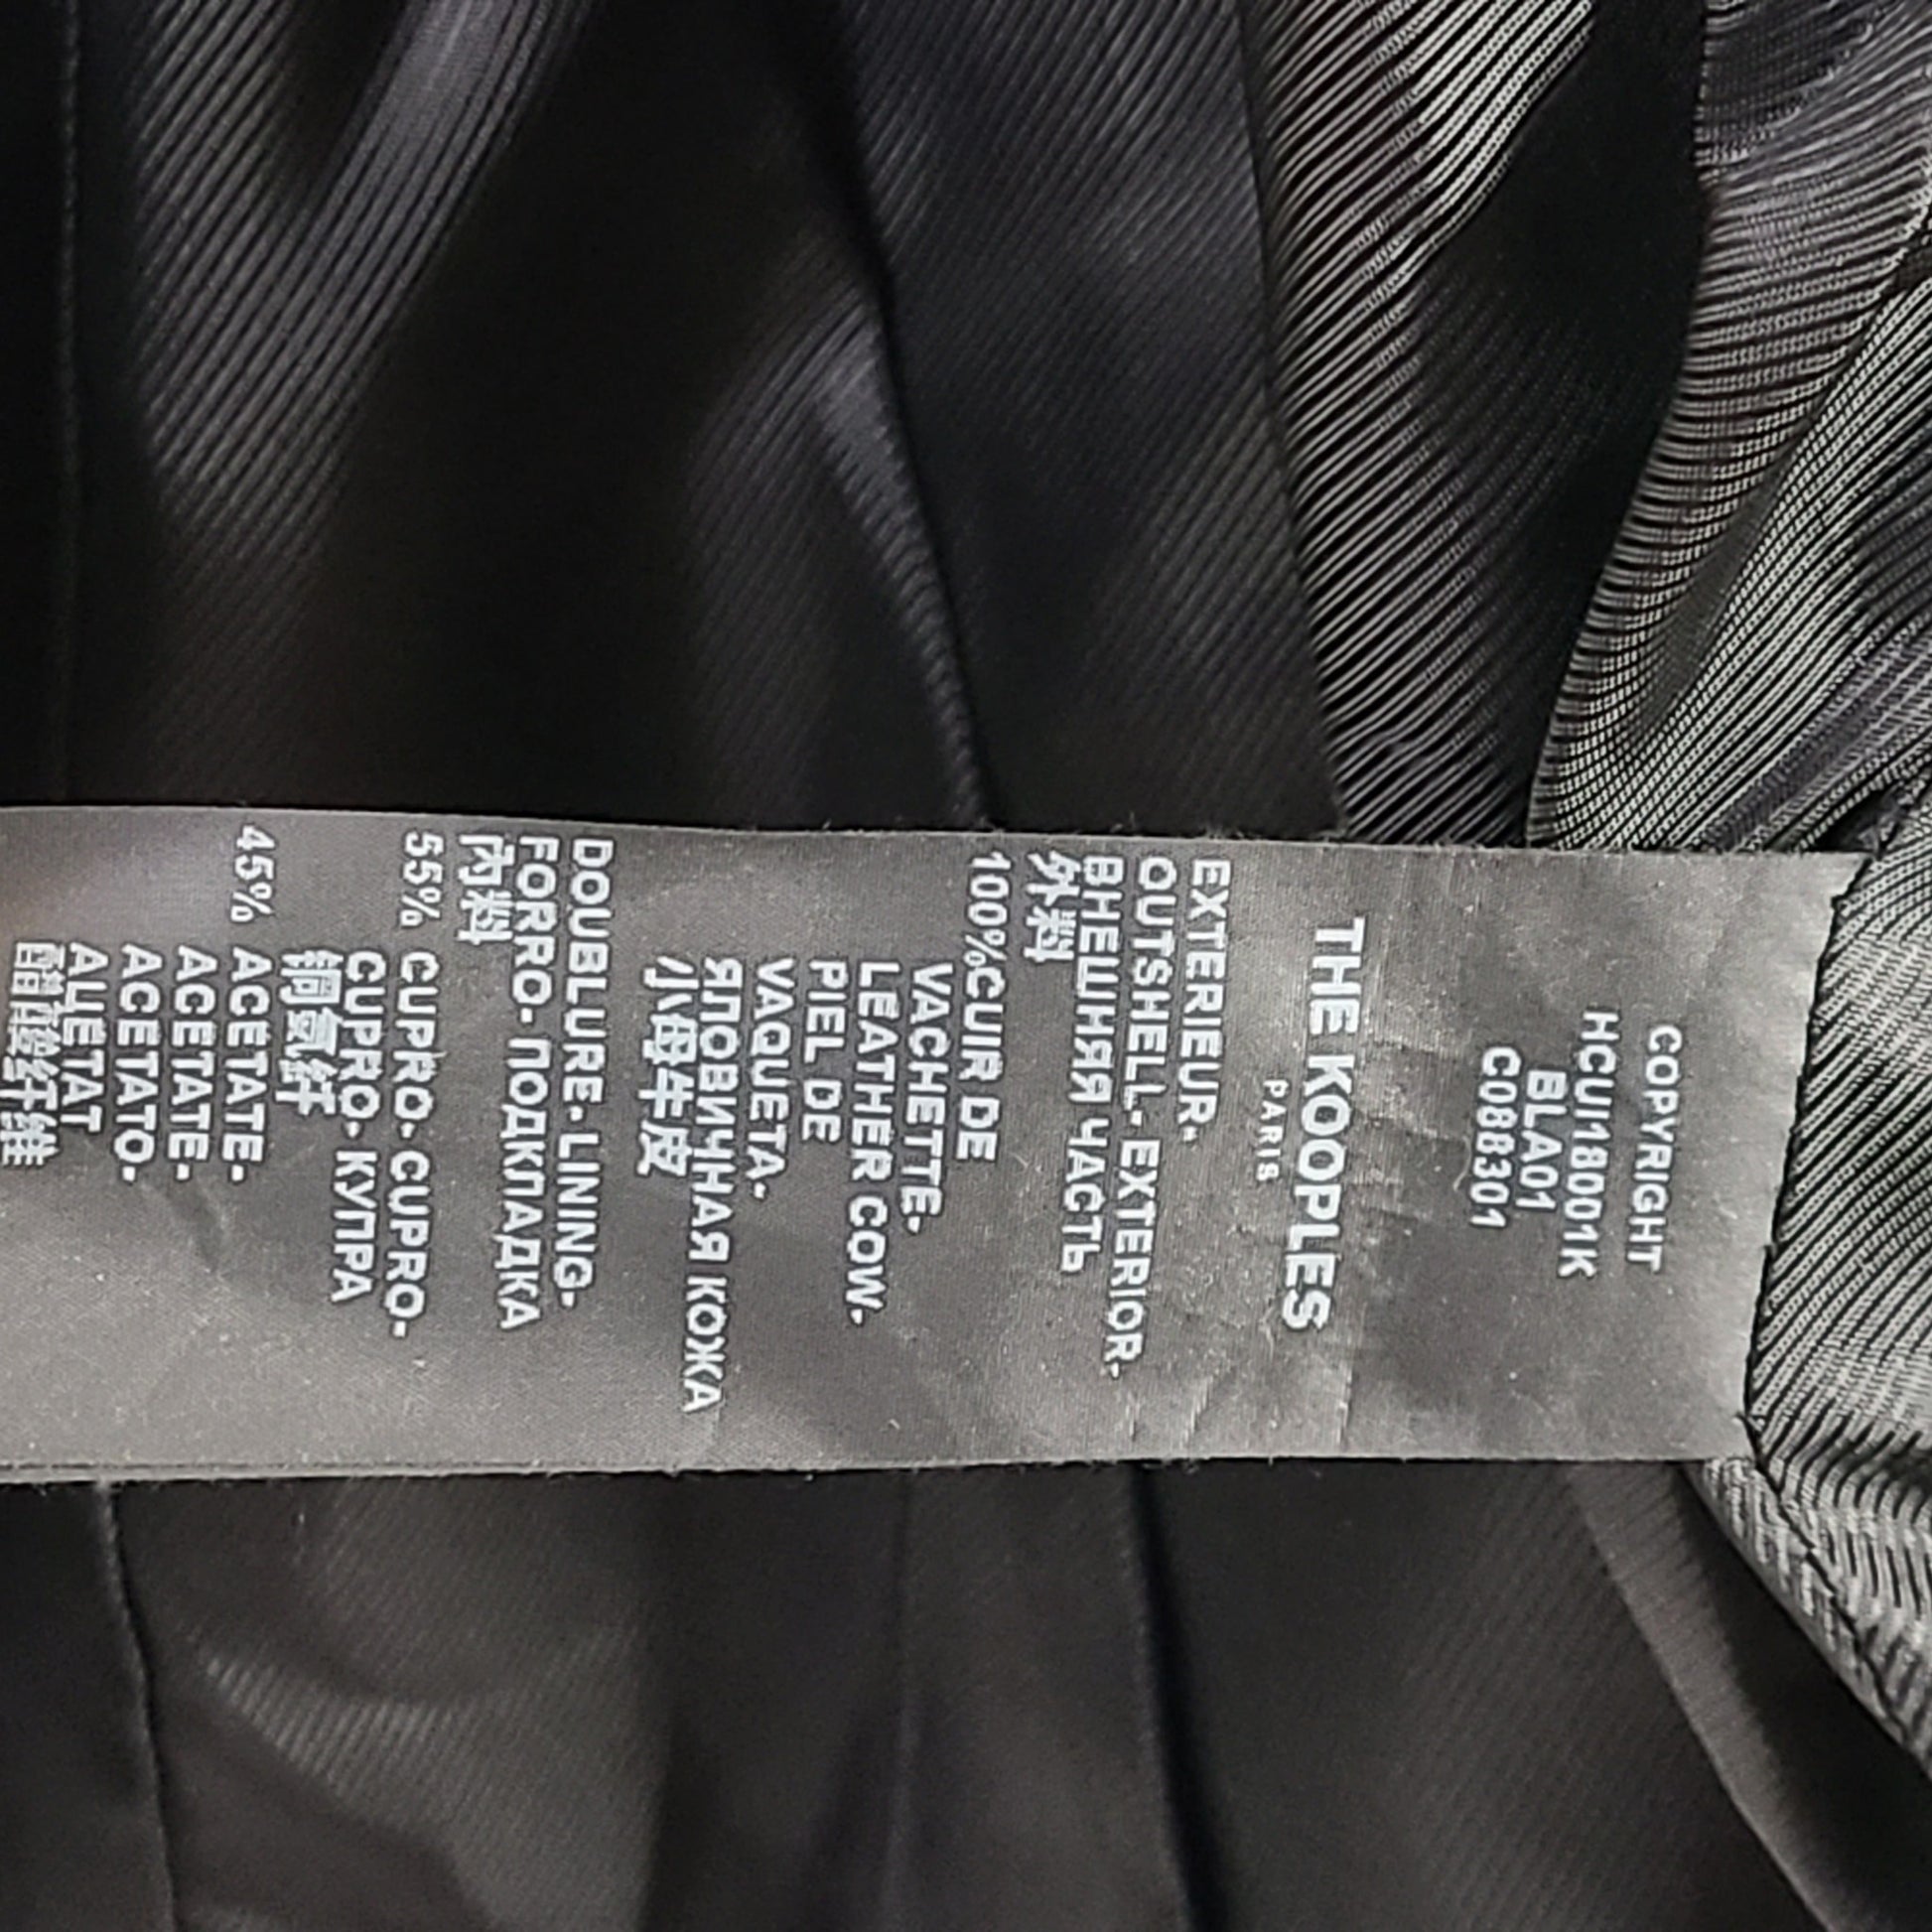 COPYRIGHT
HCUI18001K
BLA01
C088301
THE KOOPLES
PARIS
EXTERIEUR-
OUTSHELL- EXTERIOR-
ВНЕШНЯЯ ЧАСТЬ
外料
100%CUIR DE
VACHETTE-
LEATHER COW-
PIEL DE
VAQUETA-
ЯЛОВИЧНАЯ КОЖА
小母牛皮
DOUBLURE- LINING-
FORRO- ПОДКЛАДКА
内料
55% CUPRO- CUPRO-
CUPRO- КУПРА
铜氨纤
45% ACETATE-
ACETATE-
ACETATO-
АЦЕТАТ
醋酸纤维